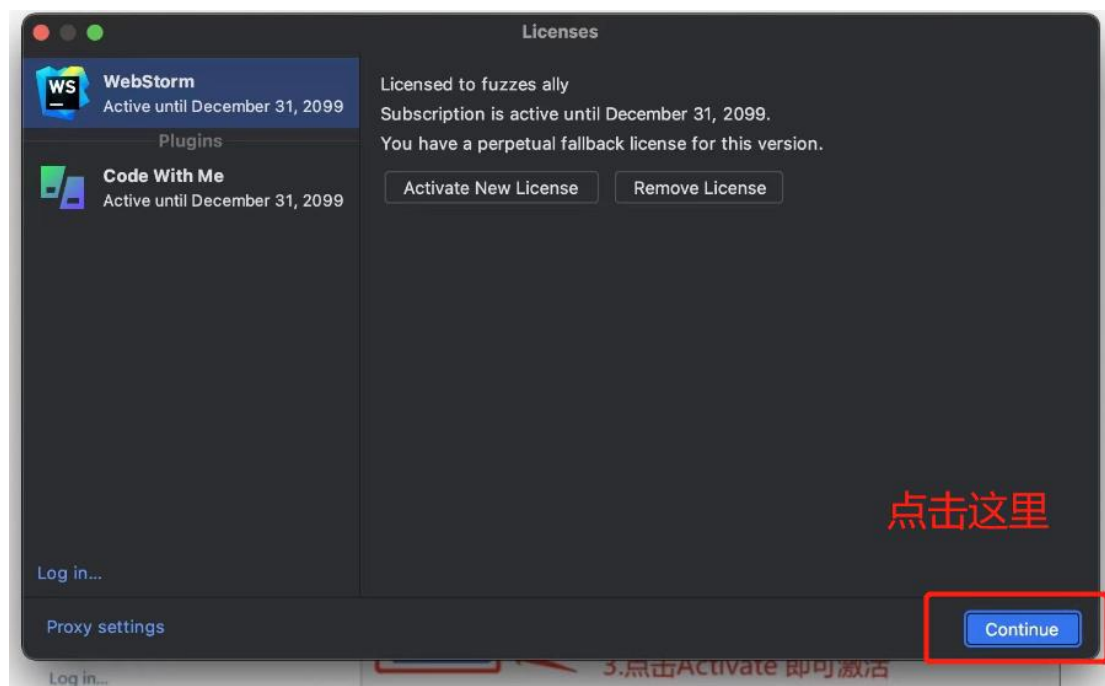 Licenses
WS
WebStorm
Active until December 31, 2099
Plugins
Code With Me
Active until December 31, 2099
Log in...
Licensed to fuzzes ally
Subscription is active until December 31, 2099.
You have a perpetual fallback license for this version.
Activate New License
Remove License
点击这里
Proxy settings
Continue
Log in...
3.点击Activate 即可激活